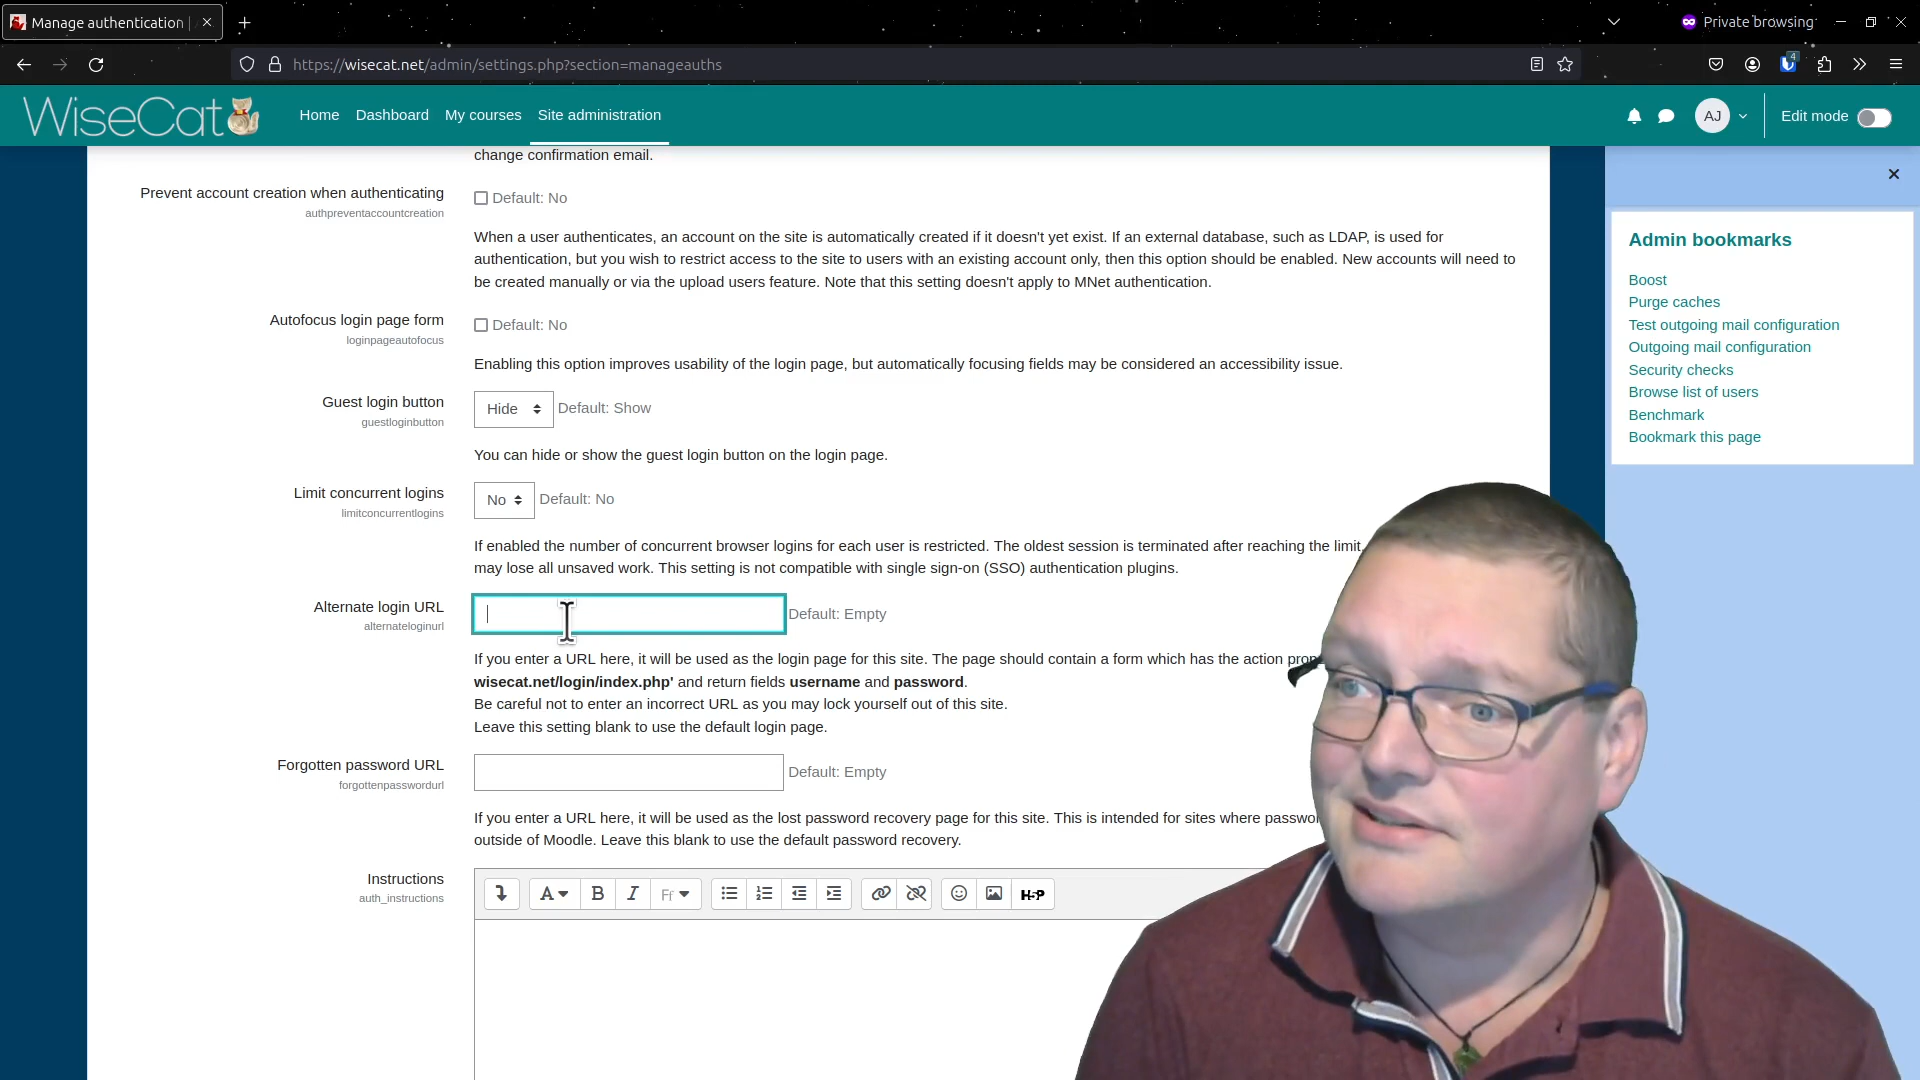 Manage authentication |
Private browsing
https://wisecat.net/admin/settings.php?section=manageauths
4
WiseCat
Home
Dashboard
My courses
Site administration
AJ
Edit mode
change confirmation email.
Prevent account creation when authenticating
authpreventaccountcreation
Default: No
When a user authenticates, an account on the site is automatically created if it doesn't yet exist. If an external database, such as LDAP, is used for
authentication, but you wish to restrict access to the site to users with an existing account only, then this option should be enabled. New accounts will need to
be created manually or via the upload users feature. Note that this setting doesn't apply to MNet authentication.
Autofocus login page form
loginpageautofocus
Default: No
Enabling this option improves usability of the login page, but automatically focusing fields may be considered an accessibility issue.
Guest login button
guestloginbutton
Hide
Default: Show
You can hide or show the guest login button on the login page.
Limit concurrent logins
limitconcurrentlogins
No
Default: No
If enabled the number of concurrent browser logins for each user is restricted. The oldest session is terminated after reaching the limit,
may lose all unsaved work. This setting is not compatible with single sign-on (SSO) authentication plugins.
Alternate login URL
alternateloginurl
Default: Empty
If you enter a URL here, it will be used as the login page for this site. The page should contain a form which has the action
wisecat.net/login/index.php' and return fields username and password.
Be careful not to enter an incorrect URL as you may lock yourself out of this site.
Leave this setting blank to use the default login page.
Forgotten password URL
forgottenpasswordurl
Default: Empty
If you enter a URL here, it will be used as the lost password recovery page for this site. This is intended for sites where
outside of Moodle. Leave this blank to use the default password recovery.
Instructions
auth_instructions
A
B
I
Ff
H-P
Admin bookmarks
Boost
Purge caches
Test outgoing mail configuration
Outgoing mail configuration
Security checks
Browse list of users
Benchmark
Bookmark this page